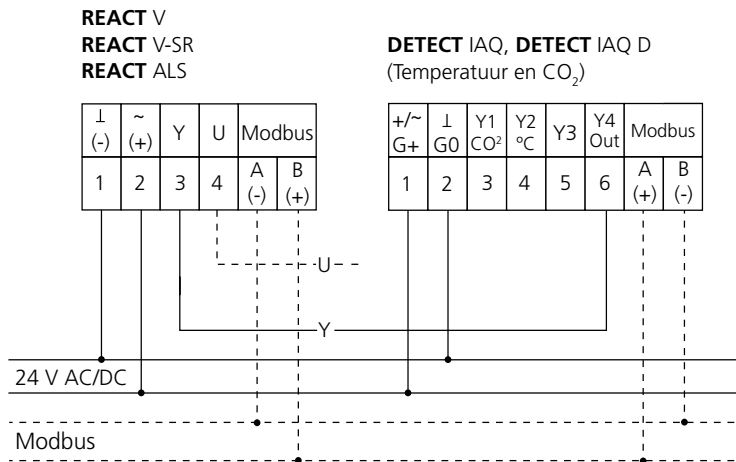 REACT V
REACT V-SR
REACT ALS
DETECT IAQ, DETECT IAQ D
(Temperatuur en CO₂)
⊥ (-) ~ (+) Y U Modbus
1 2 3 4 A (-) B (+)
+/~ G+ ⊥ G0 Y1 CO² Y2 ºC Y3 Y4 Out Modbus
1 2 3 4 5 6 A (+) B (-)
U
Y
24 V AC/DC
Modbus